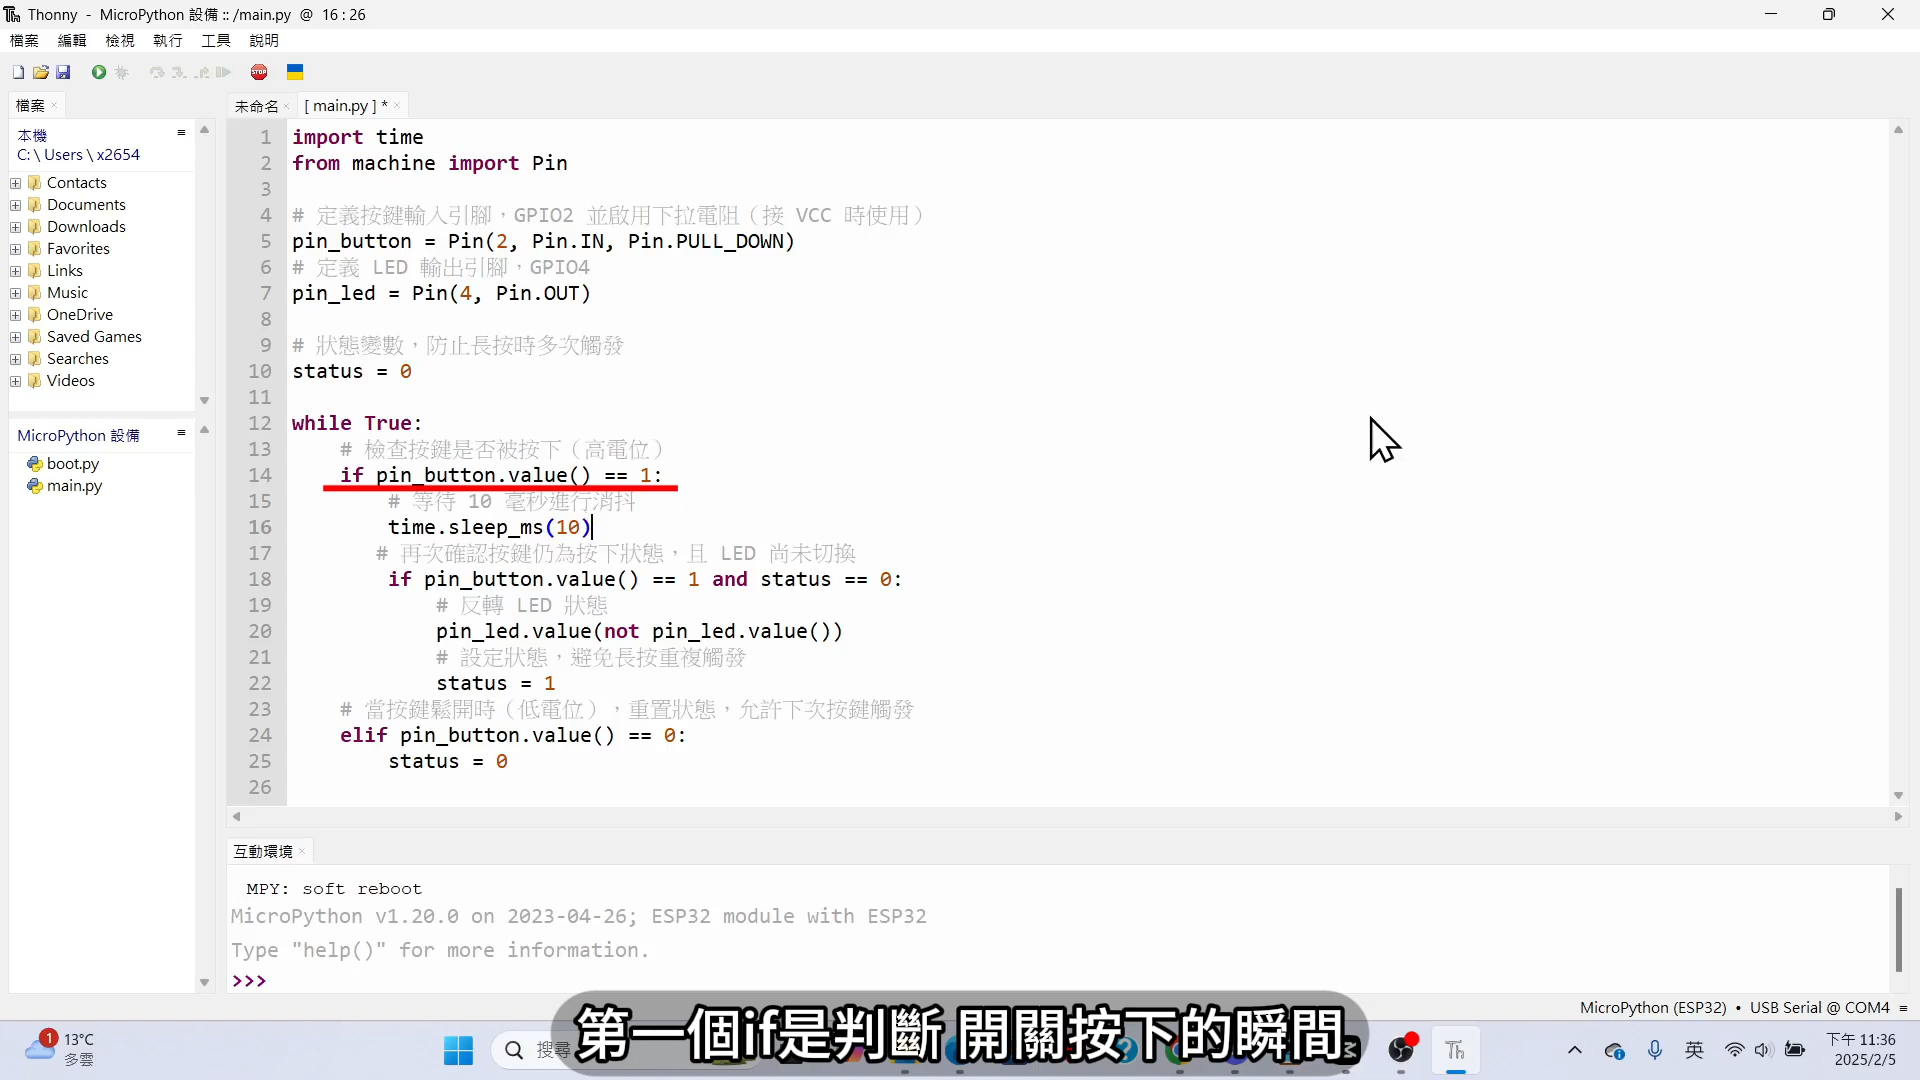 Thonny - MicroPython 設備 :: /main.py @ 16 : 26
檔案 編輯 檢視 執行 工具 說明
檔案
本機
C: \ Users \ x2654
Contacts
Documents
Downloads
Favorites
Links
Music
OneDrive
Saved Games
Searches
Videos
MicroPython 設備
boot.py
main.py
未命名 [ main.py ] *
1 import time
2 from machine import Pin
3
4 # 定義按鍵輸入引腳，GPIO2 並啟用下拉電阻（接 VCC 時使用）
5 pin_button = Pin(2, Pin.IN, Pin.PULL_DOWN)
6 # 定義 LED 輸出引腳，GPIO4
7 pin_led = Pin(4, Pin.OUT)
8
9 # 狀態變數，防止長按時多次觸發
10 status = 0
11
12 while True:
13 # 檢查按鍵是否被按下（高電位）
14 if pin_button.value() == 1:
15 # 等待 10 毫秒進行消抖
16 time.sleep_ms(10)
17 # 再次確認按鍵仍為按下狀態，且 LED 尚未切換
18 if pin_button.value() == 1 and status == 0:
19 # 反轉 LED 狀態
20 pin_led.value(not pin_led.value())
21 # 設定狀態，避免長按重複觸發
22 status = 1
23 # 當按鍵鬆開時（低電位），重置狀態，允許下次按鍵觸發
24 elif pin_button.value() == 0:
25 status = 0
26
互動環境
MPY: soft reboot
MicroPython v1.20.0 on 2023-04-26; ESP32 module with ESP32
Type "help()" for more information.
>>>
MicroPython (ESP32) • USB Serial @ COM4
第一個if是判斷 開關按下的瞬間
1 13°C
多雲
搜尋
英
下午 11:36
2025/2/5